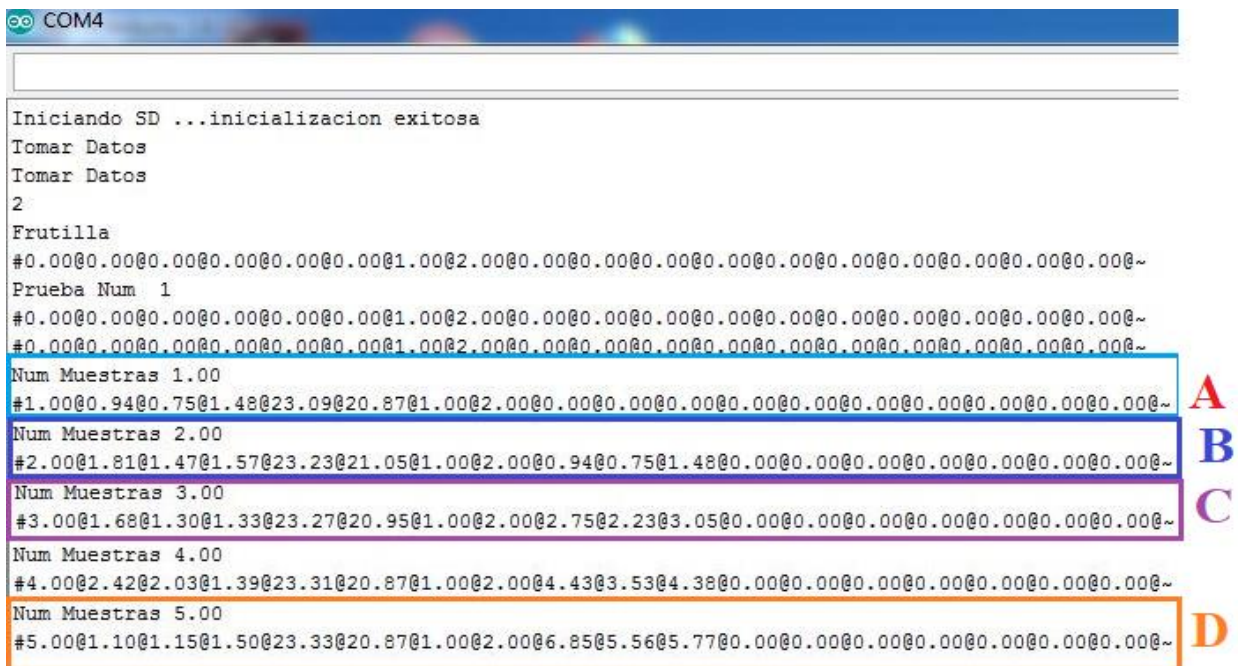 COM4
Iniciando SD ...inicializacion exitosa
Tomar Datos
Tomar Datos
2
Frutilla
#0.00@0.00@0.00@0.00@0.00@0.00@1.00@2.00@0.00@0.00@0.00@0.00@0.00@0.00@0.00@0.00@0.00@0.00@~
Prueba Num  1
#0.00@0.00@0.00@0.00@0.00@0.00@1.00@2.00@0.00@0.00@0.00@0.00@0.00@0.00@0.00@0.00@0.00@0.00@~
#0.00@0.00@0.00@0.00@0.00@0.00@1.00@2.00@0.00@0.00@0.00@0.00@0.00@0.00@0.00@0.00@0.00@0.00@~
Num Muestras 1.00
#1.00@0.94@0.75@1.48@23.09@20.87@1.00@2.00@0.00@0.00@0.00@0.00@0.00@0.00@0.00@0.00@0.00@0.00@~ A
Num Muestras 2.00
#2.00@1.81@1.47@1.57@23.23@21.05@1.00@2.00@0.94@0.75@1.48@0.00@0.00@0.00@0.00@0.00@0.00@0.00@~ B
Num Muestras 3.00
#3.00@1.68@1.30@1.33@23.27@20.95@1.00@2.00@2.75@2.23@3.05@0.00@0.00@0.00@0.00@0.00@0.00@0.00@~ C
Num Muestras 4.00
#4.00@2.42@2.03@1.39@23.31@20.87@1.00@2.00@4.43@3.53@4.38@0.00@0.00@0.00@0.00@0.00@0.00@0.00@~
Num Muestras 5.00
#5.00@1.10@1.15@1.50@23.33@20.87@1.00@2.00@6.85@5.56@5.77@0.00@0.00@0.00@0.00@0.00@0.00@0.00@~ D